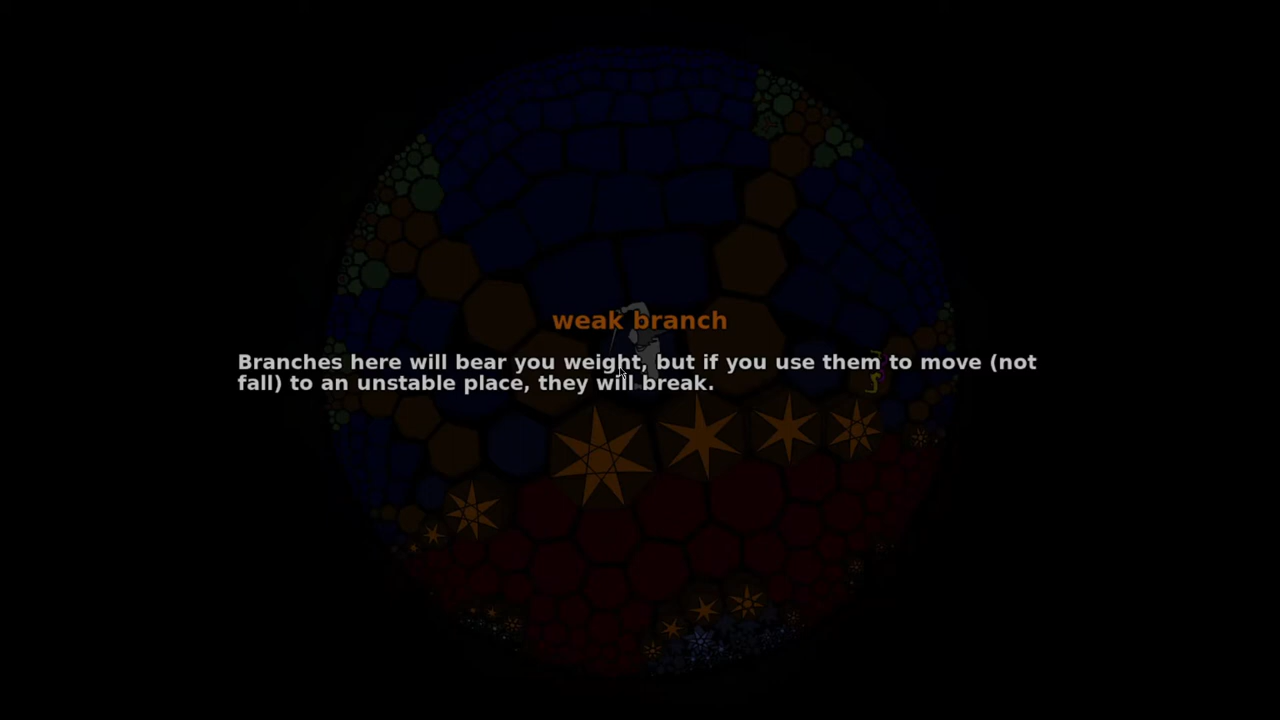 weak branch
Branches here will bear you weight, but if you use them to move (not
fall) to an unstable place, they will break.